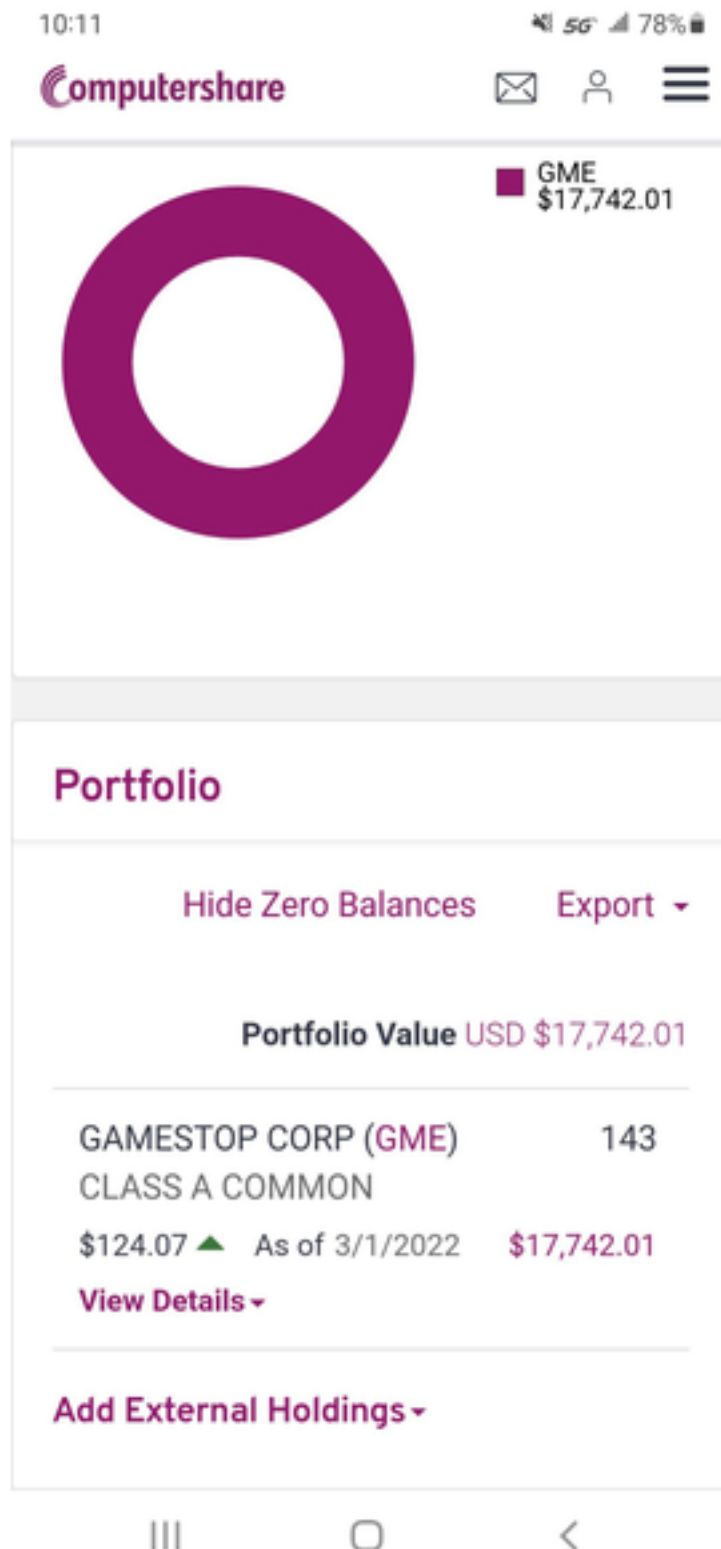 10:11 5G 78%
Computershare
GME
$17,742.01
Portfolio
Hide Zero Balances Export
Portfolio Value USD $17,742.01
GAMESTOP CORP (GME) 143
CLASS A COMMON
$124.07 As of 3/1/2022 $17,742.01
View Details
Add External Holdings